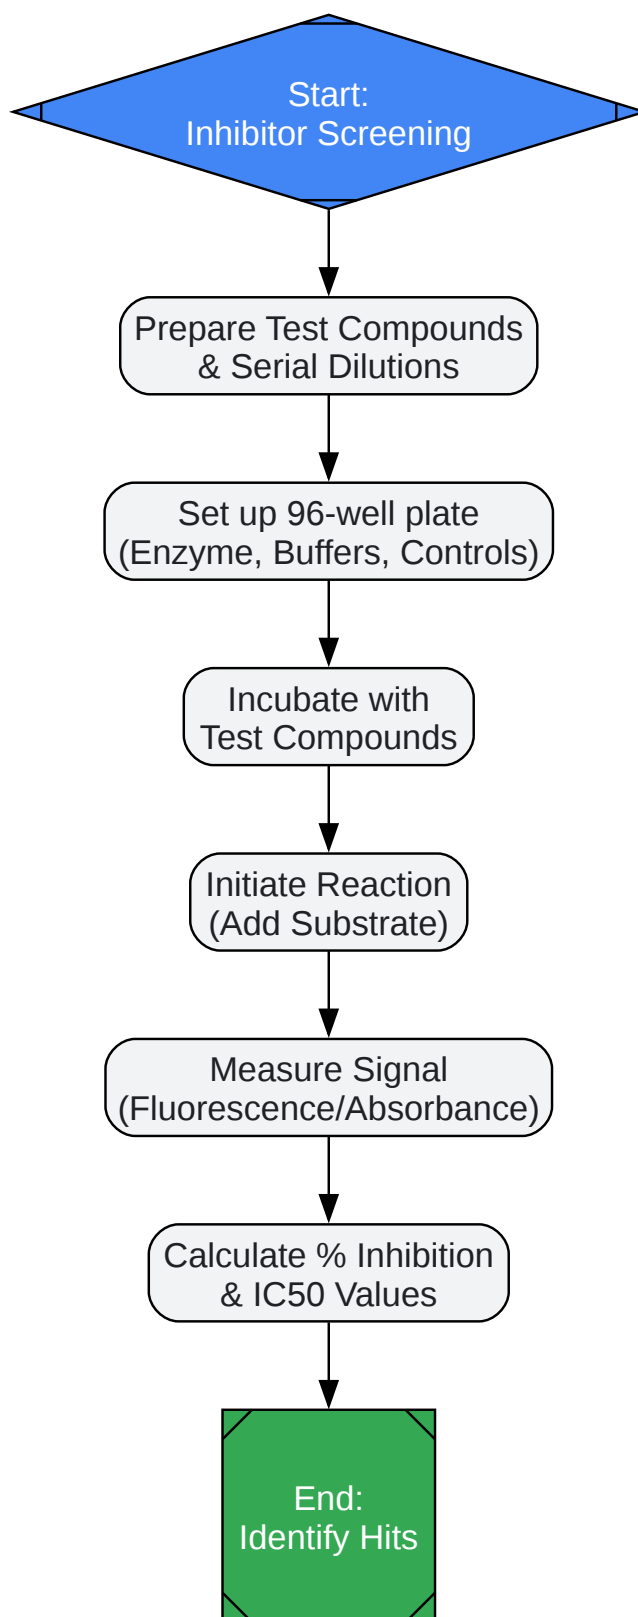 Start:
Inhibitor Screening
Prepare Test Compounds
& Serial Dilutions
Set up 96-well plate
(Enzyme, Buffers, Controls)
Incubate with
Test Compounds
Initiate Reaction
(Add Substrate)
Measure Signal
(Fluorescence/Absorbance)
Calculate % Inhibition
& IC50 Values
End:
Identify Hits